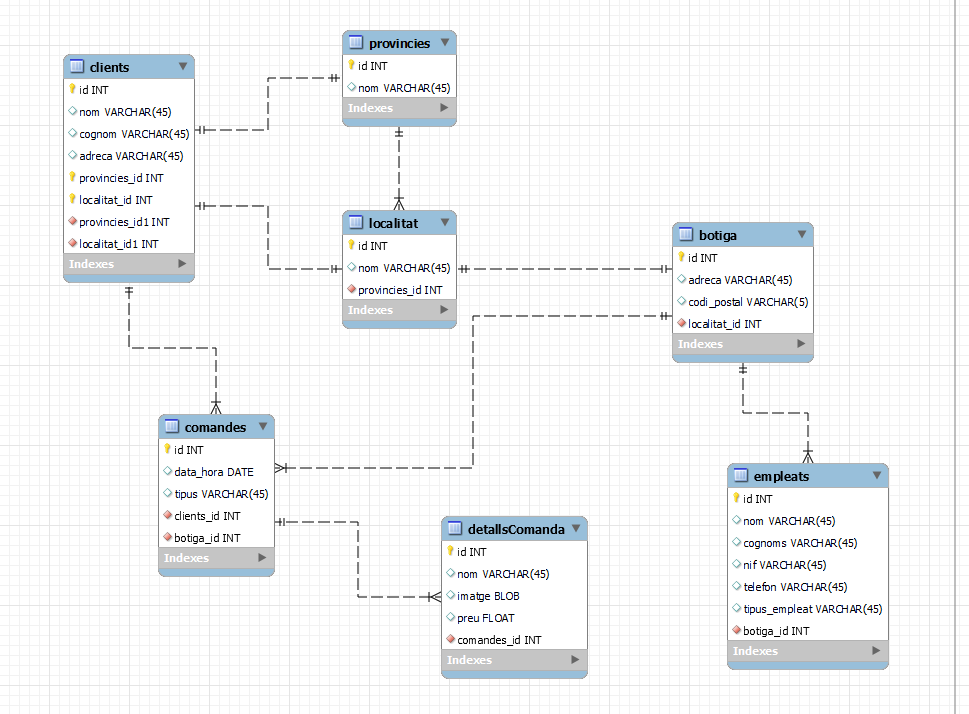 clients
id INT
nom VARCHAR(45)
cognom VARCHAR(45)
adreca VARCHAR(45)
provincies_id INT
localitat_id INT
provincies_id1 INT
localitat_id1 INT
Indexes
provincies
id INT
nom VARCHAR(45)
Indexes
localitat
id INT
nom VARCHAR(45)
provincies_id INT
Indexes
botiga
id INT
adreca VARCHAR(45)
codi_postal VARCHAR(5)
localitat_id INT
Indexes
comandes
id INT
data_hora DATE
tipus VARCHAR(45)
clients_id INT
botiga_id INT
Indexes
detallsComanda
id INT
nom VARCHAR(45)
imatge BLOB
preu FLOAT
comandes_id INT
Indexes
empleats
id INT
nom VARCHAR(45)
cognoms VARCHAR(45)
nif VARCHAR(45)
telefon VARCHAR(45)
tipus_empleat VARCHAR(45)
botiga_id INT
Indexes